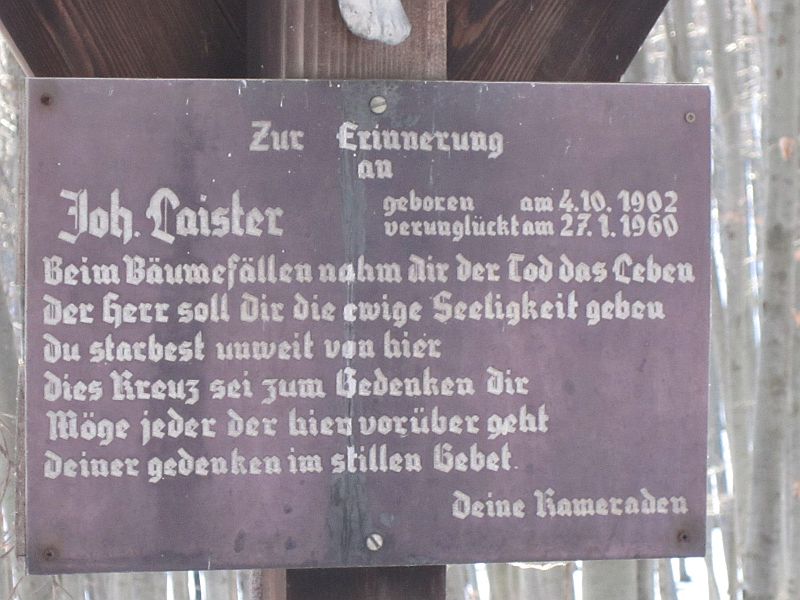 Zur Erinnerung
an
Joh. Laister
geboren am 4.10.1902
verunglückt am 27.1.1960
Beim Bäumefällen nahm dir der Tod das Leben
der Herr soll Dir die ewige Seeligkeit geben
du starbest unweit von hier
dies Kreuz sei zum Gedenken dir
Möge jeder der hier vorüber geht
deiner gedenken im stillen Gebet.
deine Kameraden